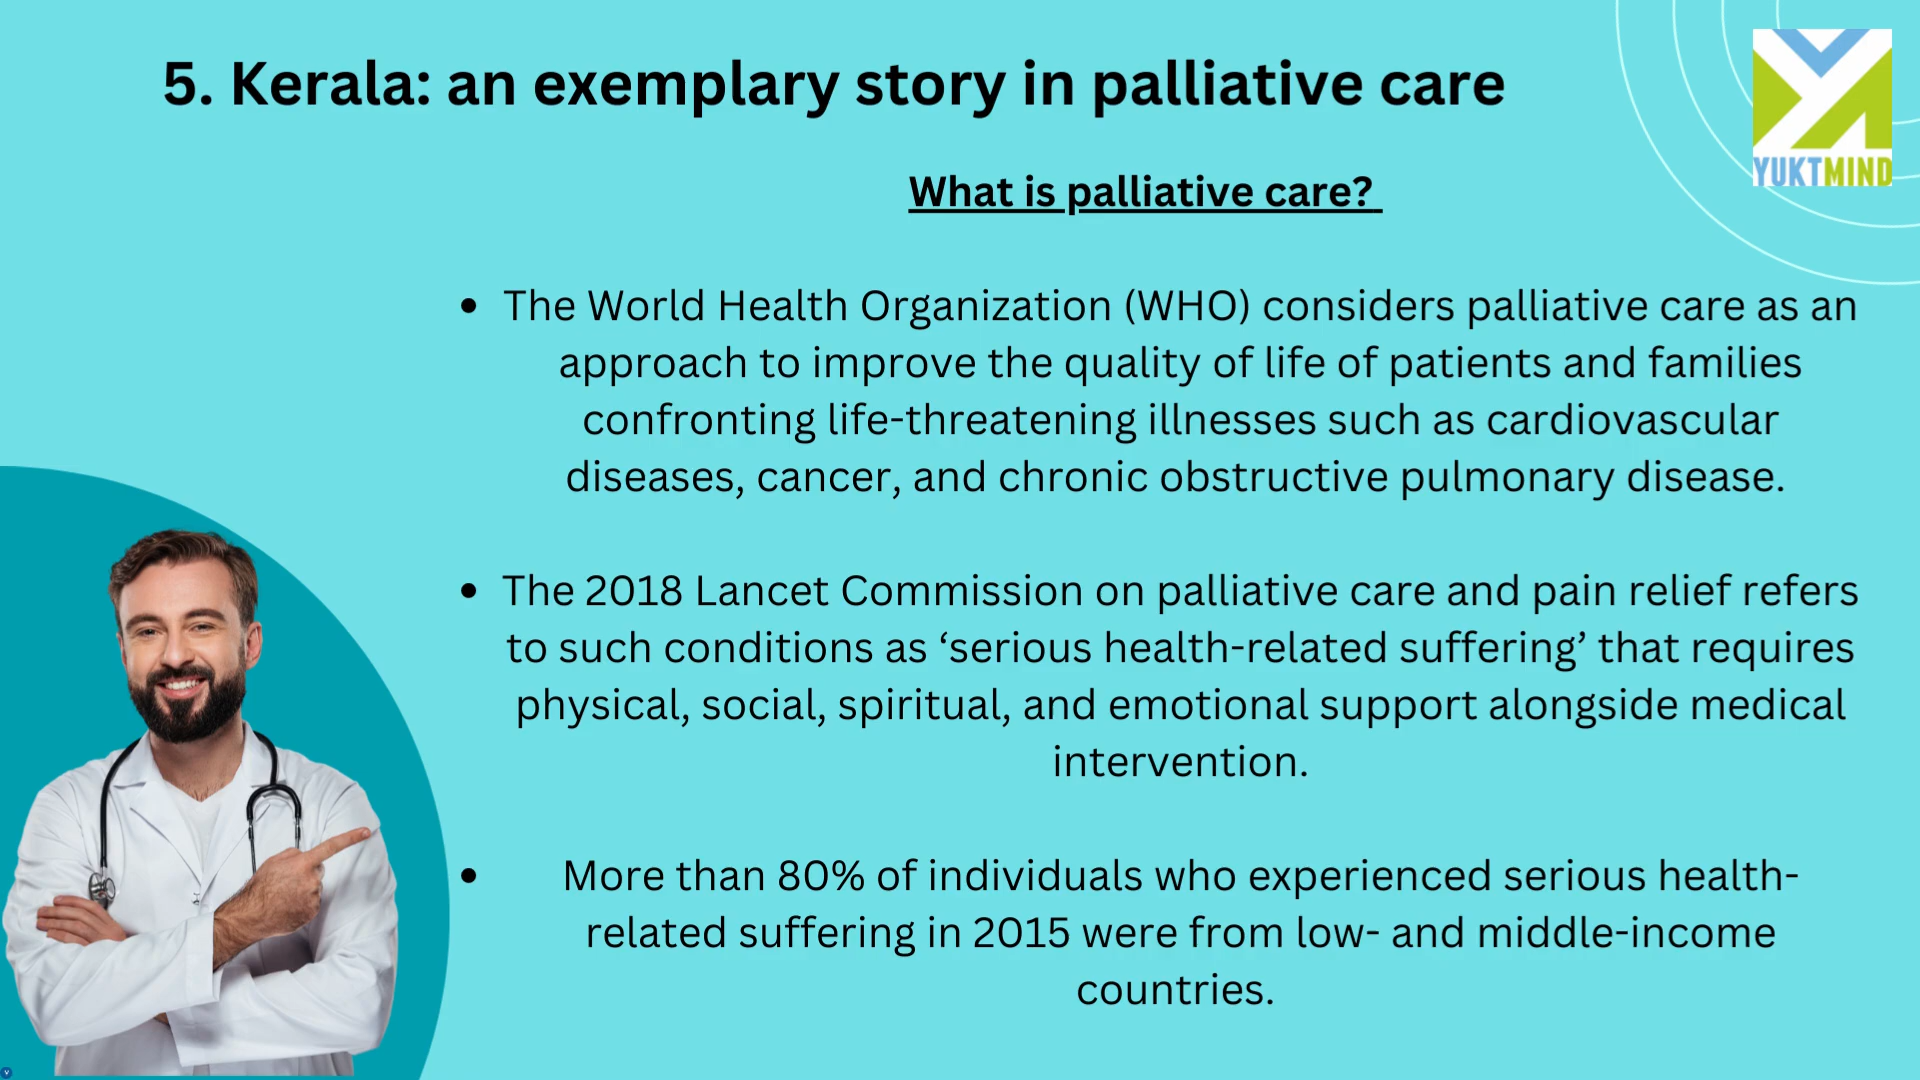 5. Kerala: an exemplary story in palliative care
YUKTMIND
What is palliative care?
• The World Health Organization (WHO) considers palliative care as an
approach to improve the quality of life of patients and families
confronting life-threatening illnesses such as cardiovascular
diseases, cancer, and chronic obstructive pulmonary disease.
• The 2018 Lancet Commission on palliative care and pain relief refers
to such conditions as ‘serious health-related suffering’ that requires
physical, social, spiritual, and emotional support alongside medical
intervention.
• More than 80% of individuals who experienced serious health-
related suffering in 2015 were from low- and middle-income
countries.